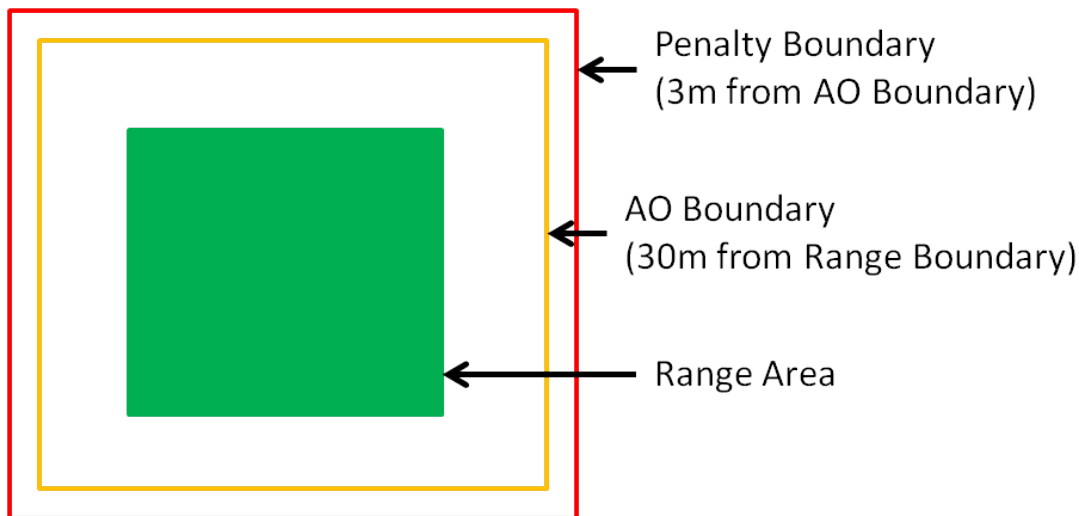 Penalty Boundary
(3m from AO Boundary)
AO Boundary
(30m from Range Boundary)
Range Area